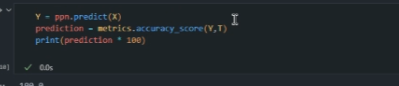 Y = ppn.predict(X)
prediction = metrics.accuracy_score(Y,T)
print(prediction * 100)
0.0s
100.0